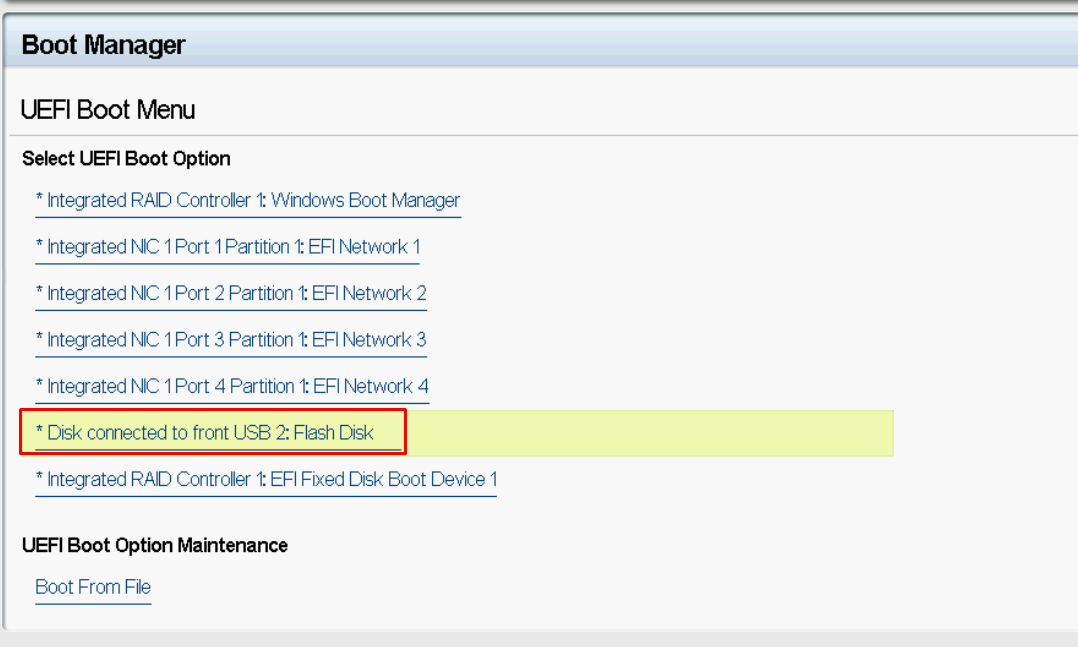 Boot Manager
UEFI Boot Menu
Select UEFI Boot Option
* Integrated RAID Controller 1: Windows Boot Manager
* Integrated NIC 1 Port 1 Partition 1: EFI Network 1
* Integrated NIC 1 Port 2 Partition 1: EFI Network 2
* Integrated NIC 1 Port 3 Partition 1: EFI Network 3
* Integrated NIC 1 Port 4 Partition 1: EFI Network 4
* Disk connected to front USB 2: Flash Disk
* Integrated RAID Controller 1: EFI Fixed Disk Boot Device 1
UEFI Boot Option Maintenance
Boot From File